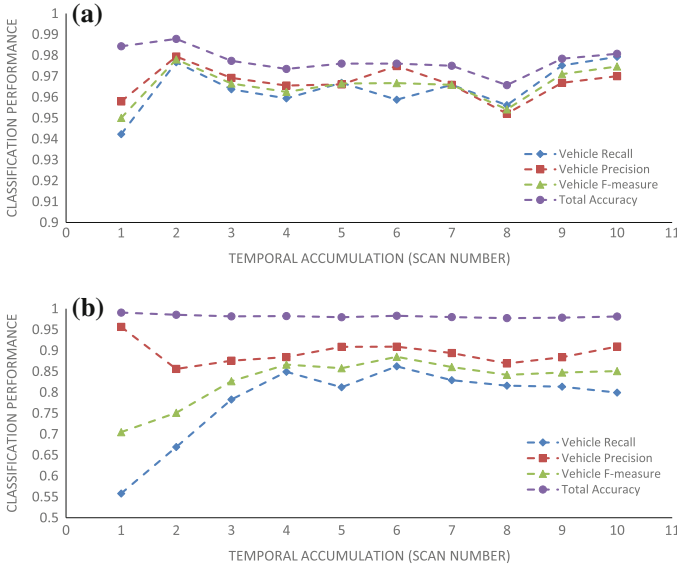 (a)
CLASSIFICATION PERFORMANCE
1
0.99
0.98
0.97
0.96
0.95
0.94
0.93
0.92
0.91
0.9
Vehicle Recall
Vehicle Precision
Vehicle F-measure
Total Accuracy
0 1 2 3 4 5 6 7 8 9 10 11
TEMPORAL ACCUMULATION (SCAN NUMBER)
(b)
CLASSIFICATION PERFORMANCE
1
0.95
0.9
0.85
0.8
0.75
0.7
0.65
0.6
0.55
0.5
Vehicle Recall
Vehicle Precision
Vehicle F-measure
Total Accuracy
0 1 2 3 4 5 6 7 8 9 10 11
TEMPORAL ACCUMULATION (SCAN NUMBER)